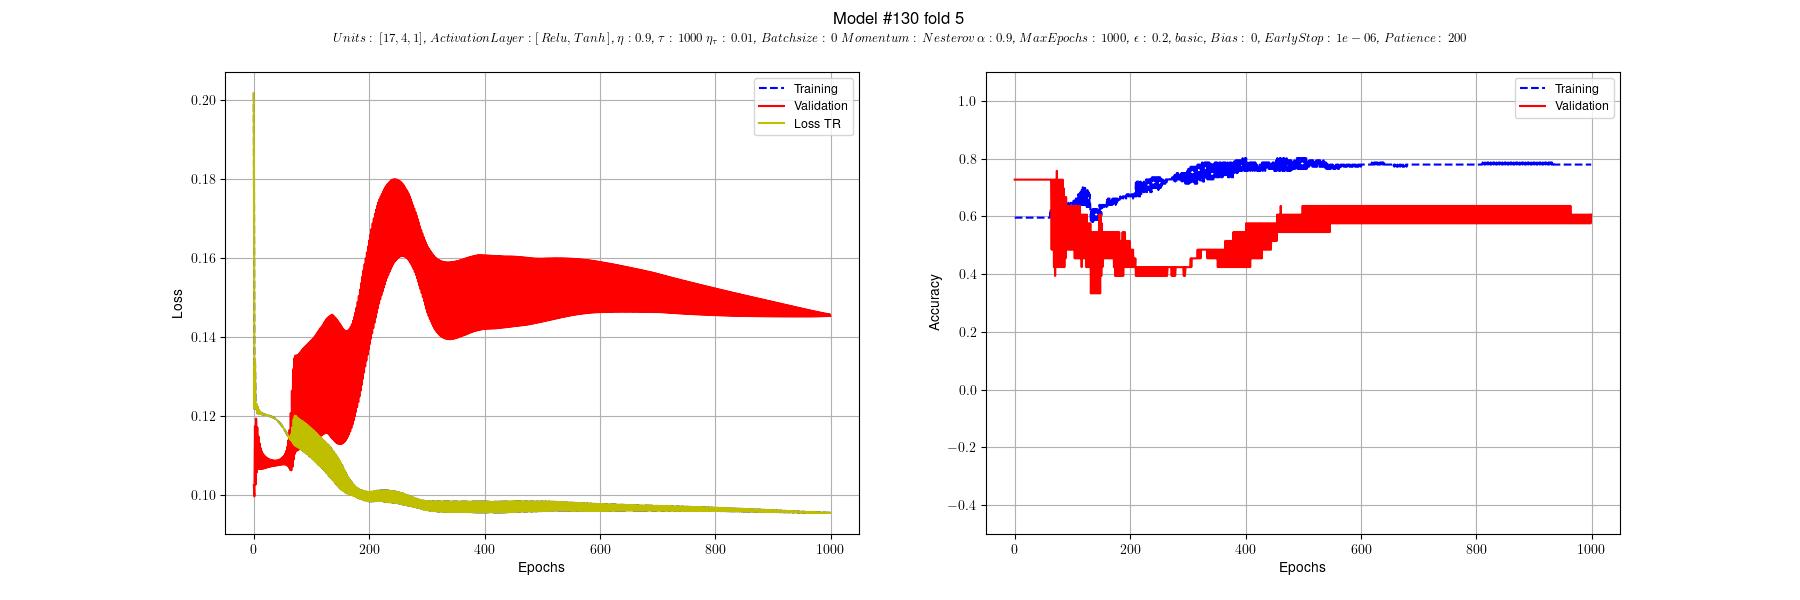 Model #130 fold 5
Units : [17, 4, 1], ActivationLayer : [ Relu, Tanh], η : 0.9, τ : 1000 ητ : 0.01, Batchsize : 0 Momentum : Nesterov α : 0.9, MaxEpochs : 1000, ϵ : 0.2, basic, Bias : 0, EarlyStop : 1e − 06, Patience : 200
Training
Validation
Loss TR
0.20
0.18
0.16
0.14
0.12
0.10
Loss
0 200 400 600 800 1000
Epochs
Training
Validation
1.0
0.8
0.6
0.4
0.2
0.0
−0.2
−0.4
Accuracy
0 200 400 600 800 1000
Epochs